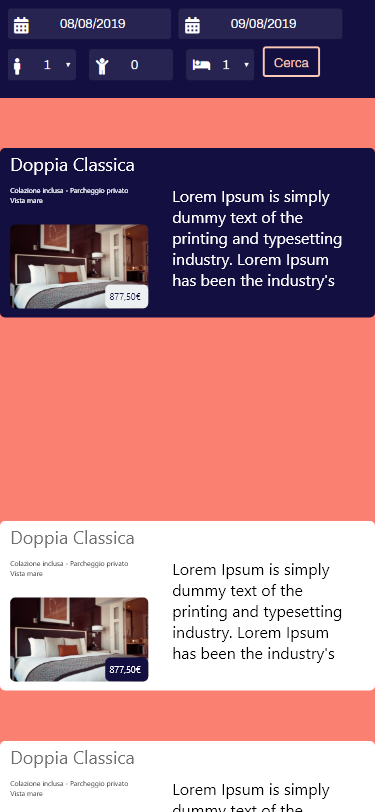 08/08/2019 09/08/2019
1 0 1 Cerca
Doppia Classica
Colazione inclusa - Parcheggio privato
Vista mare
Lorem Ipsum is simply
dummy text of the
printing and typesetting
industry. Lorem Ipsum
has been the industry's
877,50€
Doppia Classica
Colazione inclusa - Parcheggio privato
Vista mare
Lorem Ipsum is simply
dummy text of the
printing and typesetting
industry. Lorem Ipsum
has been the industry's
877,50€
Doppia Classica
Colazione inclusa - Parcheggio privato
Vista mare
Lorem Ipsum is simply
dummy text of the